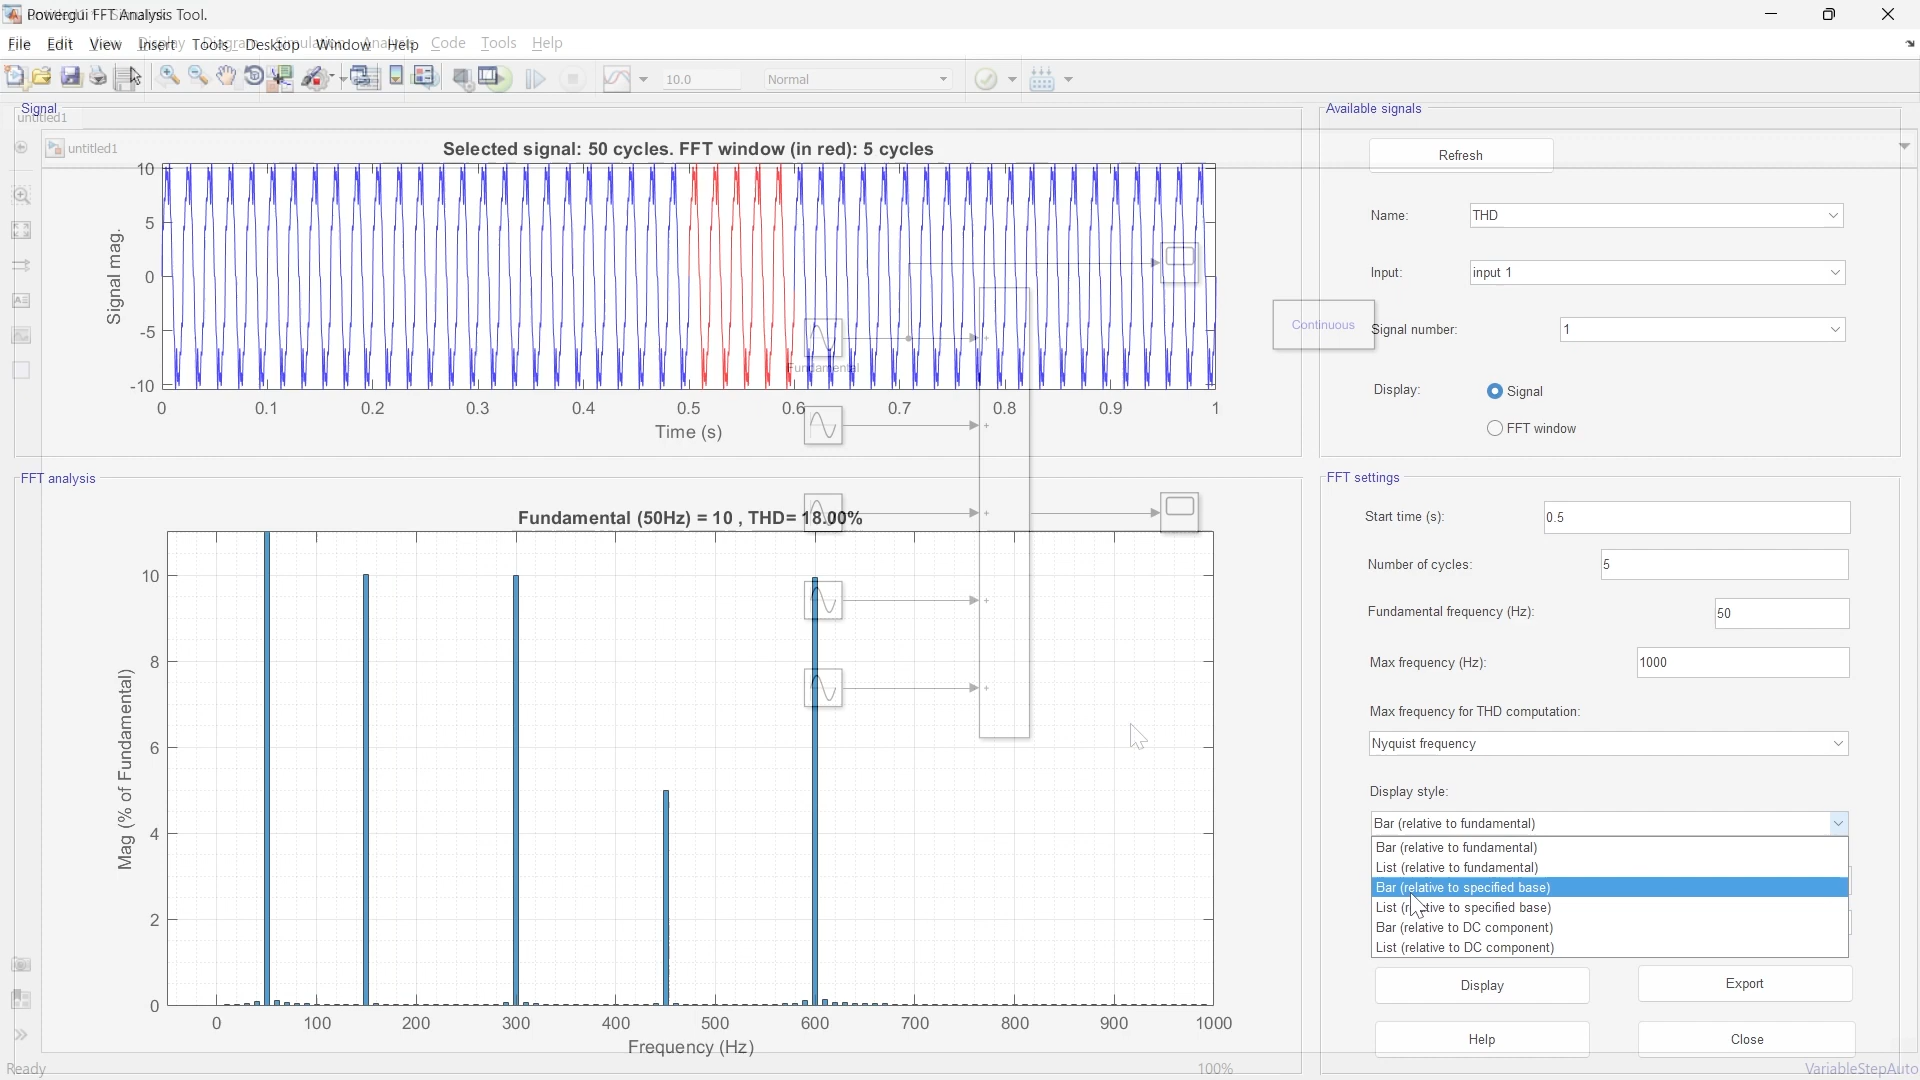 Powergui FFT Analysis Tool.
File Edit View Insert Tools Desktop Window Help
Code Tools Help
10.0
Normal
Signal
untitled1
untitled1
Selected signal: 50 cycles. FFT window (in red): 5 cycles
Signal mag.
10
5
0
-5
-10
0 0.1 0.2 0.3 0.4 0.5 0.6 0.7 0.8 0.9 1
Time (s)
Fundamental
Continuous
Available signals
Refresh
Name: THD
Input: input 1
Signal number: 1
Display: Signal
FFT window
FFT analysis
Fundamental (50Hz) = 10 , THD= 18.00%
Mag (% of Fundamental)
10
8
6
4
2
0
0 100 200 300 400 500 600 700 800 900 1000
Frequency (Hz)
FFT settings
Start time (s): 0.5
Number of cycles: 5
Fundamental frequency (Hz): 50
Max frequency (Hz): 1000
Max frequency for THD computation:
Nyquist frequency
Display style:
Bar (relative to fundamental)
Bar (relative to fundamental)
List (relative to fundamental)
Bar (relative to specified base)
List (relative to specified base)
Bar (relative to DC component)
List (relative to DC component)
Display Export
Help Close
Ready
100%
VariableStepAuto